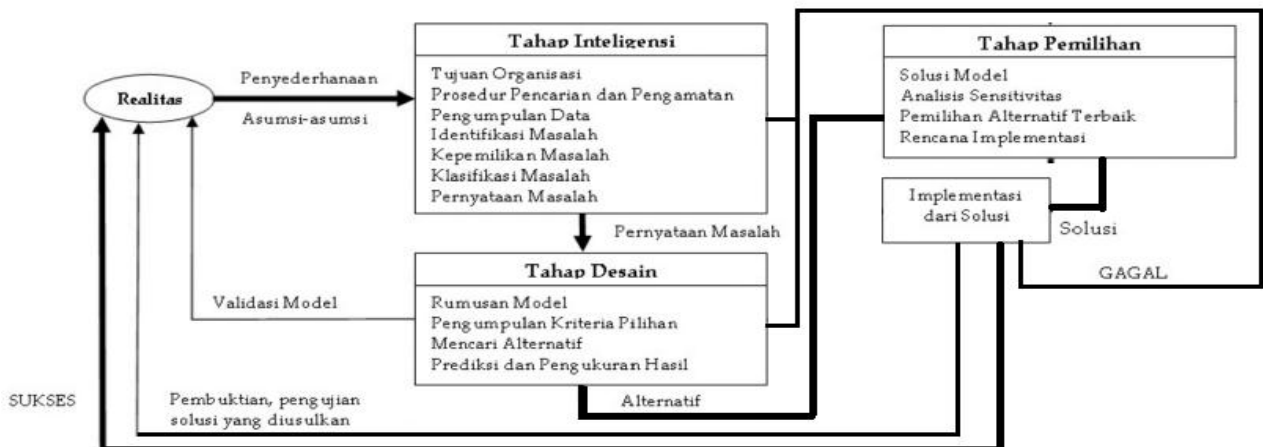 Realitas
Penyederhanaan
Asumsi-asumsi
Tahap Inteligensi
Tujuan Organisasi
Prosedur Pencarian dan Pengamatan
Pengumpulan Data
Identifikasi Masalah
Kepemilikan Masalah
Klasifikasi Masalah
Pernyataan Masalah
Tahap Pemilihan
Solusi Model
Analisis Sensitivitas
Pemilihan Alternatif Terbaik
Rencana Implementasi
Implementasi
dari Solusi
Solusi
GAGAL
Pernyataan Masalah
Tahap Desain
Rumusan Model
Pengumpulan Kriteria Pilihan
Mencari Alternatif
Prediksi dan Pengukuran Hasil
Validasi Model
Alternatif
SUKSES
Pembuktian, pengujian
solusi yang diusulkan